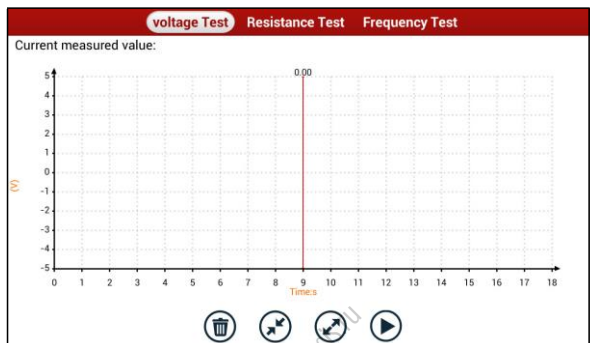 voltage Test Resistance Test Frequency Test
Current measured value:
0.00
5
4
3
2
1
0
-1
-2
-3
-4
-5
(V)
0 1 2 3 4 5 6 7 8 9 10 11 12 13 14 15 16 17 18
Time:s